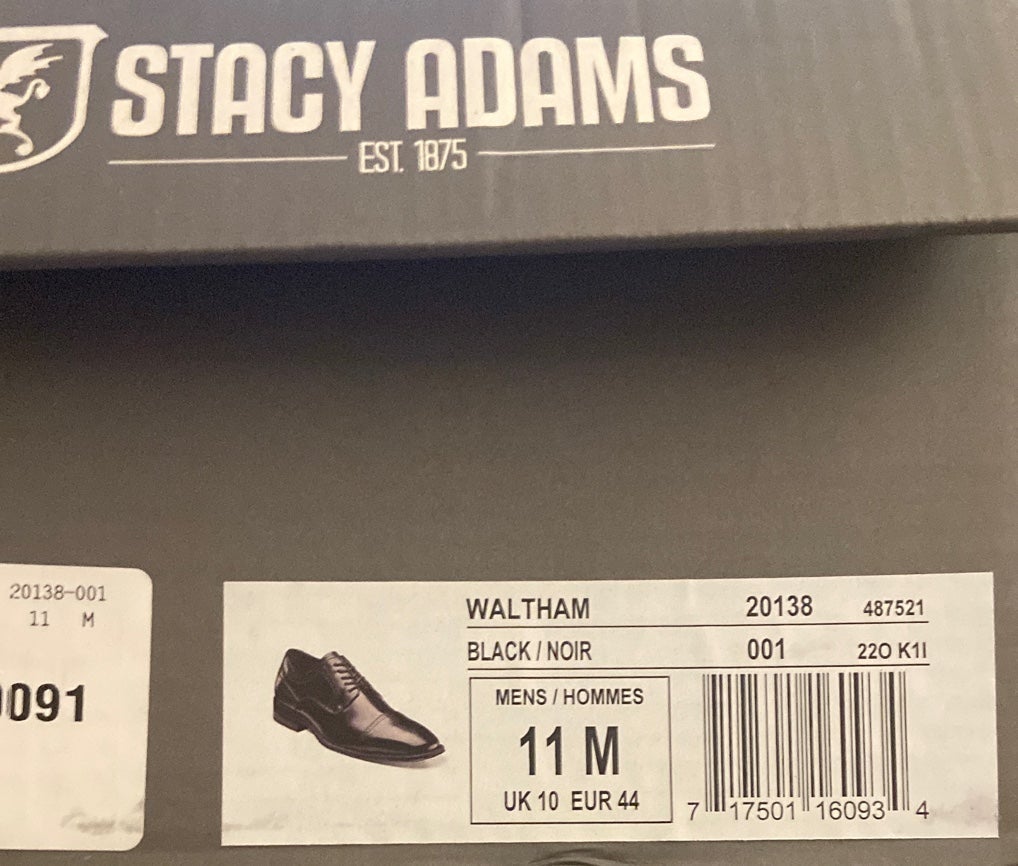 STACY ADAMS
EST. 1875
20138-001
11 M
091
WALTHAM 20138 487521
BLACK / NOIR 001 22O K1I
MENS / HOMMES
11 M
UK 10 EUR 44
7 17501 16093 4